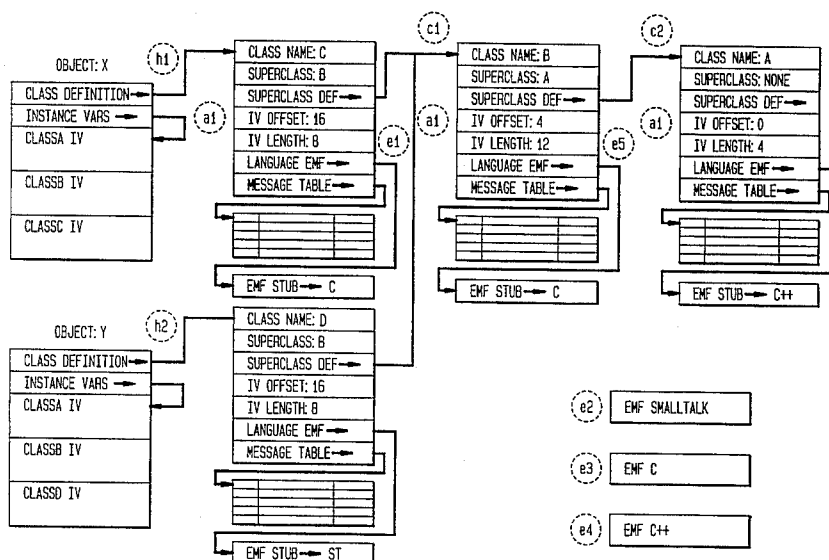 OBJECT: X
CLASS DEFINITION
INSTANCE VARS
CLASSA IV
CLASSB IV
CLASSC IV
h1
a1
CLASS NAME: C
SUPERCLASS: B
SUPERCLASS DEF
IV OFFSET: 16
IV LENGTH: 8
LANGUAGE EMF
MESSAGE TABLE
e1
EMF STUB C
c1
a1
CLASS NAME: B
SUPERCLASS: A
SUPERCLASS DEF
IV OFFSET: 4
IV LENGTH: 12
LANGUAGE EMF
MESSAGE TABLE
e5
EMF STUB C
c2
a1
CLASS NAME: A
SUPERCLASS: NONE
SUPERCLASS DEF
IV OFFSET: 0
IV LENGTH: 4
LANGUAGE EMF
MESSAGE TABLE
EMF STUB C++
OBJECT: Y
CLASS DEFINITION
INSTANCE VARS
CLASSA IV
CLASSB IV
CLASSD IV
h2
CLASS NAME: D
SUPERCLASS: B
SUPERCLASS DEF
IV OFFSET: 16
IV LENGTH: 8
LANGUAGE EMF
MESSAGE TABLE
EMF STUB ST
e2 EMF SMALLTALK
e3 EMF C
e4 EMF C++